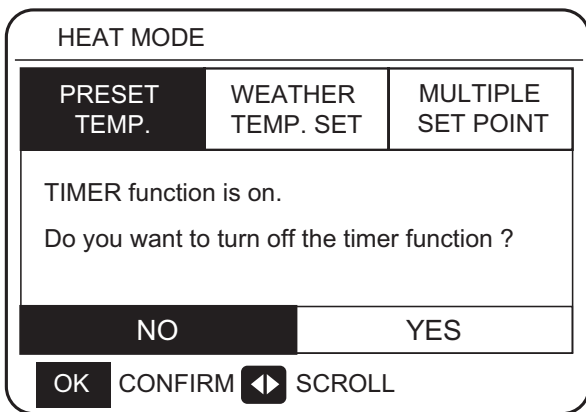 HEAT MODE
PRESET TEMP.
WEATHER TEMP. SET
MULTIPLE SET POINT
TIMER function is on.
Do you want to turn off the timer function ?
NO YES
OK CONFIRM SCROLL